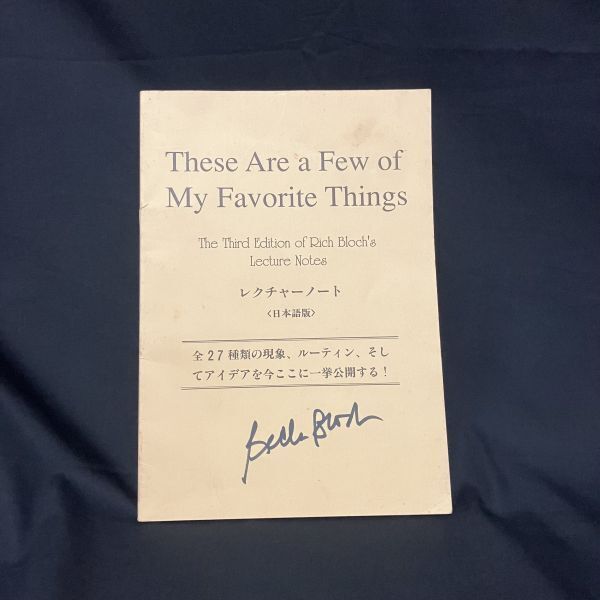 These Are a Few of
My Favorite Things
The Third Edition of Rich Bloch's
Lecture Notes
レクチャーノート
〈日本語版〉
全27種類の現象、ルーティン、そし
てアイデアを今ここに一挙公開する！
Bloch